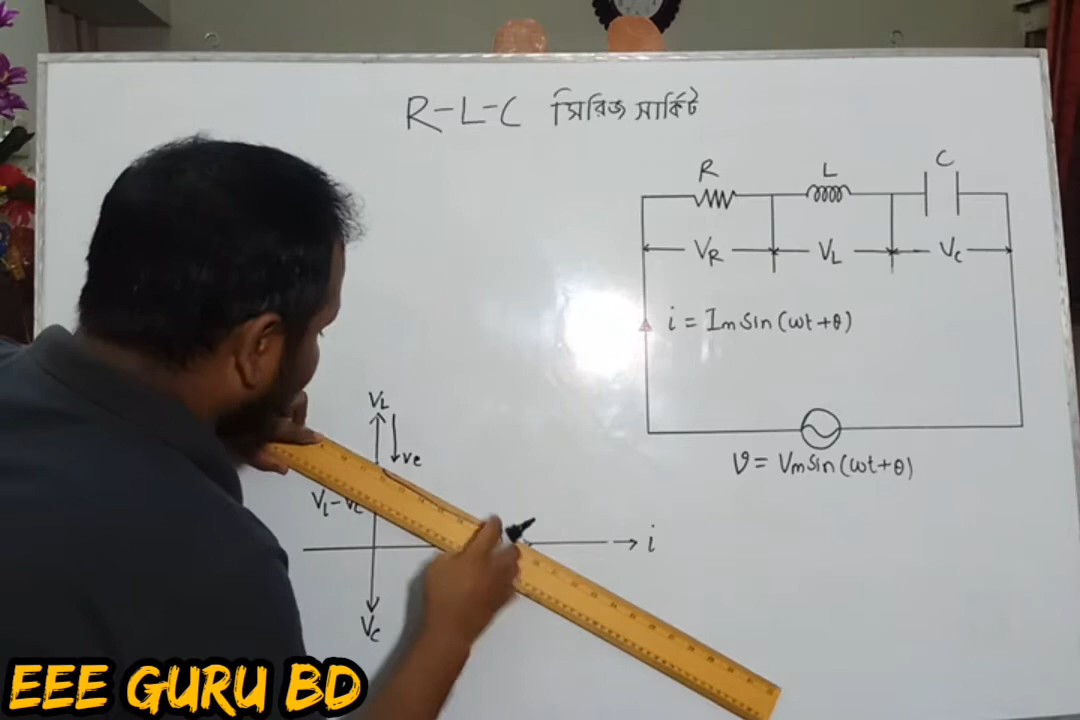 R-L-C সিরিজ সার্কিট
R L C
VR VL Vc
i = Im Sin (ωt+θ)
v = Vm Sin (ωt+θ)
VL
Vc
VL-Vc
i
Vc
EEE GURU BD